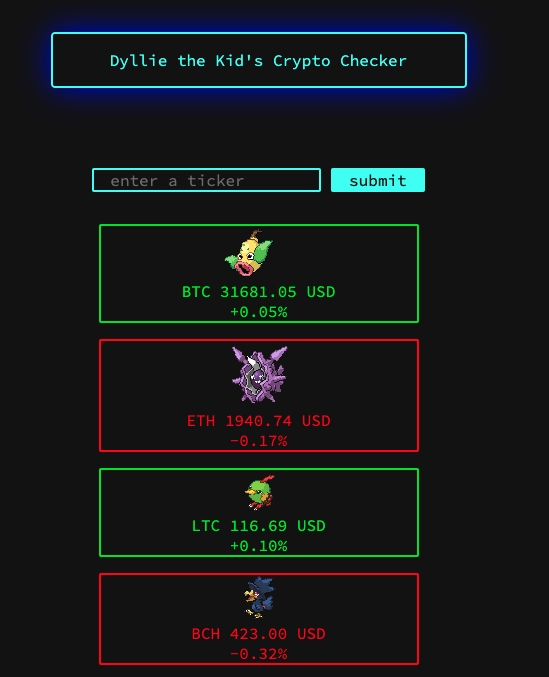 Dyllie the Kid's Crypto Checker
enter a ticker
submit
BTC 31681.05 USD
+0.05%
ETH 1940.74 USD
-0.17%
LTC 116.69 USD
+0.10%
BCH 423.00 USD
-0.32%